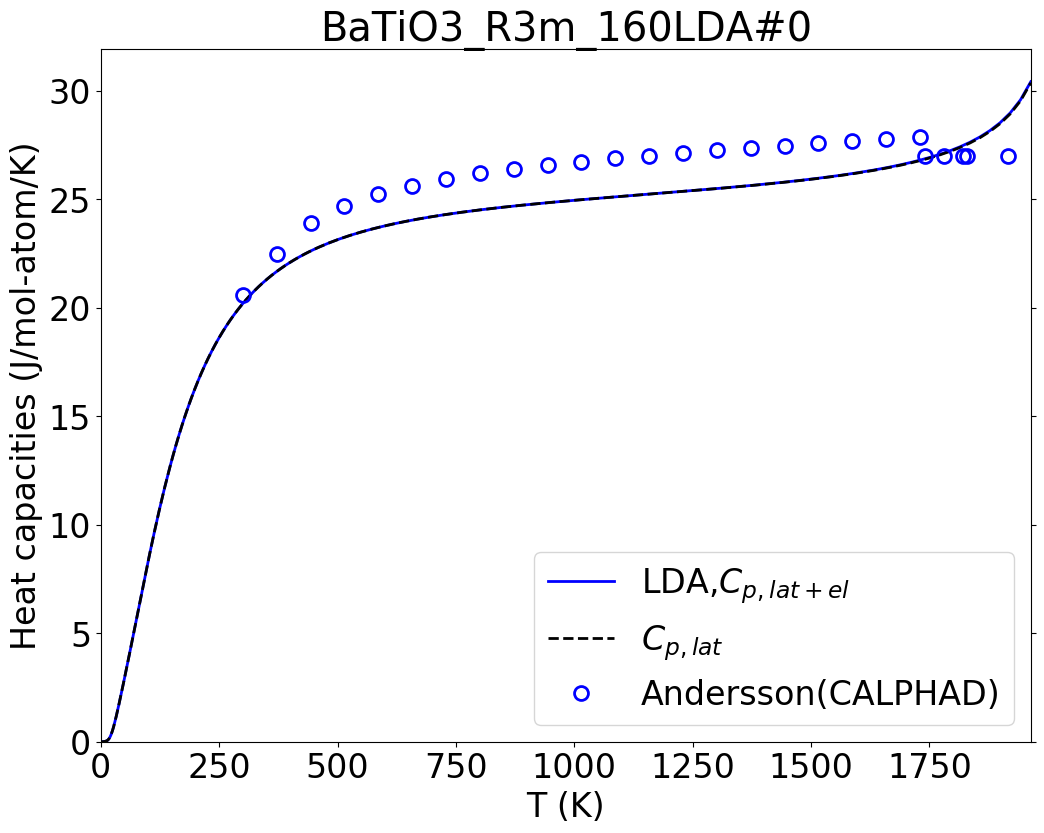 BaTiO3_R3m_160LDA#0
Heat capacities (J/mol-atom/K)
30
25
20
15
10
5
0
LDA,C_{p, lat+el}
C_{p, lat}
Andersson(CALPHAD)
0 250 500 750 1000 1250 1500 1750
T (K)